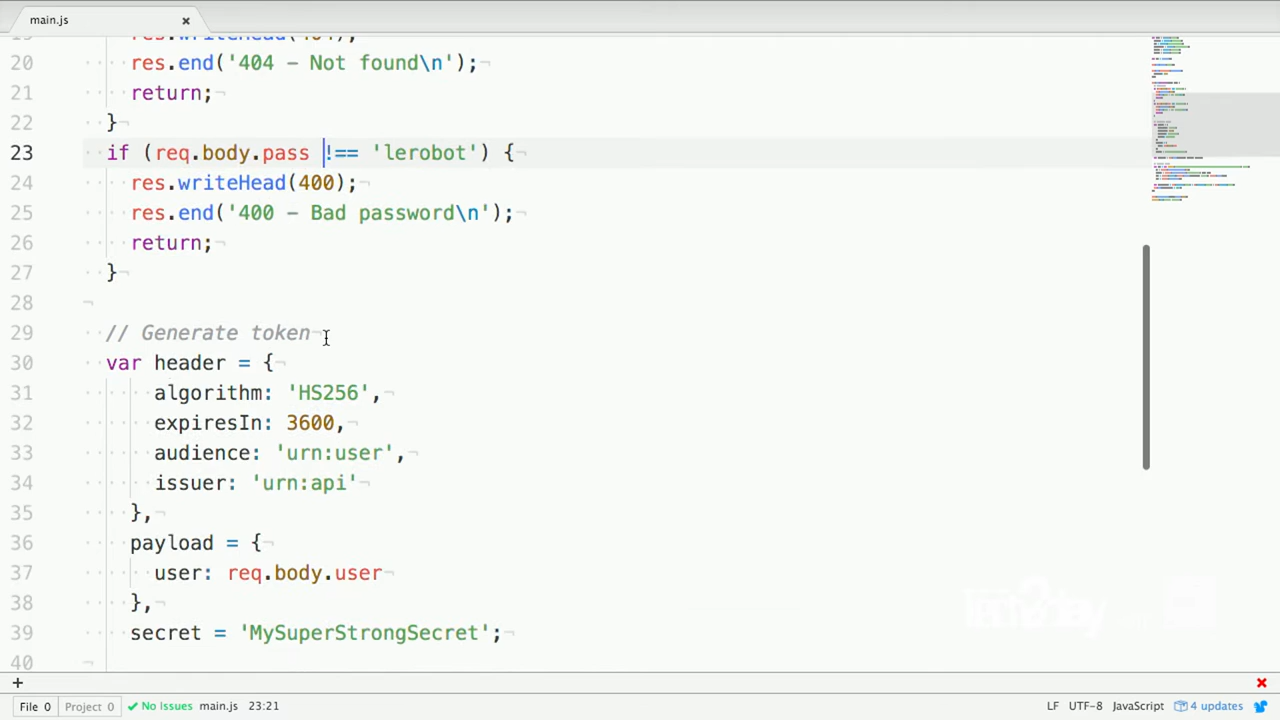 main.js
20 res.end('404 - Not found\n');
21 return;
22 }
23 if (req.body.pass !== 'lerobot') {
24 res.writeHead(400);
25 res.end('400 - Bad password\n');
26 return;
27 }
28
29 // Generate token
30 var header = {
31 algorithm: 'HS256',
32 expiresIn: 3600,
33 audience: 'urn:user',
34 issuer: 'urn:api'
35 },
36 payload = {
37 user: req.body.user
38 },
39 secret = 'MySuperStrongSecret';
40
+
File 0 Project 0 No Issues main.js 23:21 LF UTF-8 JavaScript 4 updates